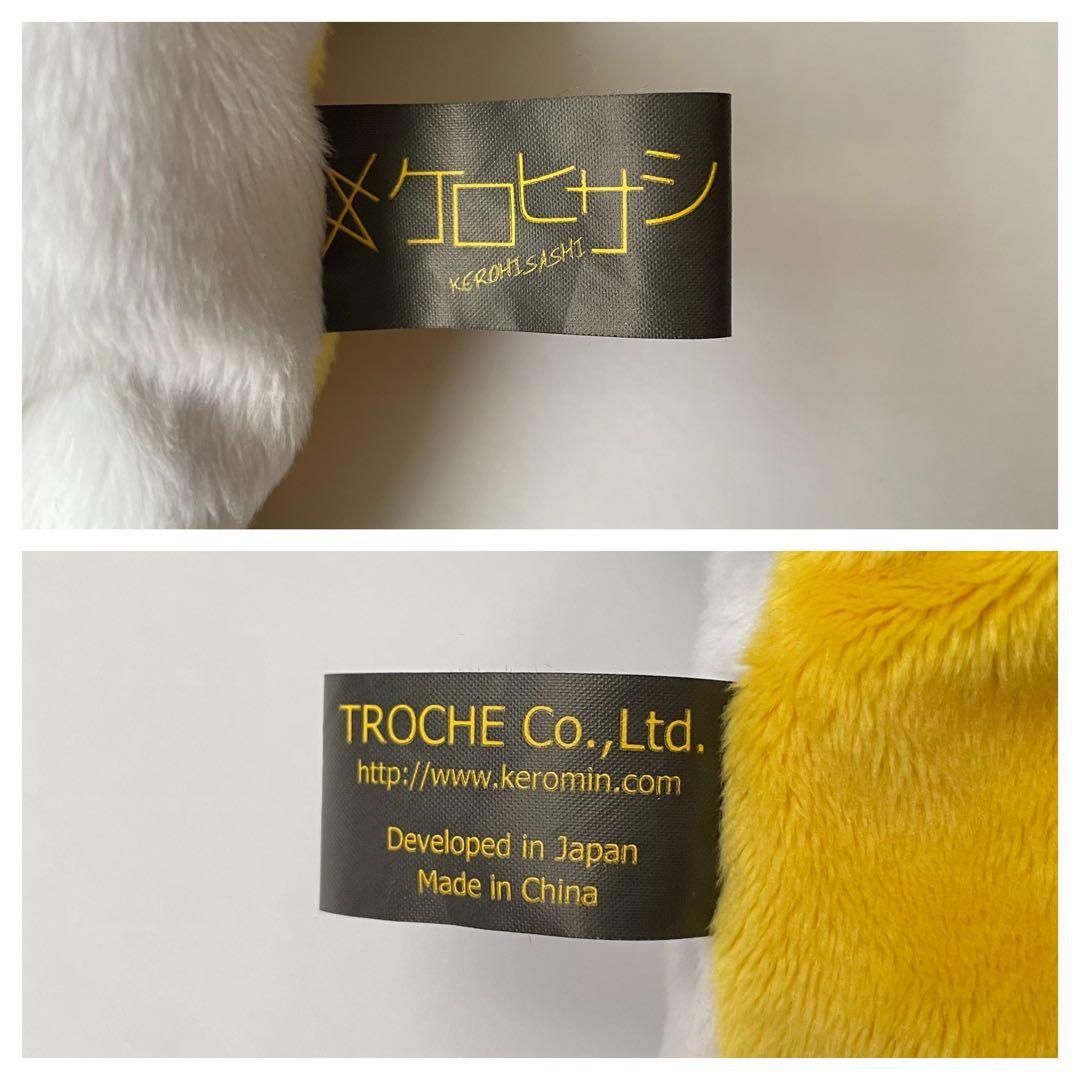 ケロヒサシ
KEROHISASHI
TROCHE Co.,Ltd.
http://www.keromin.com
Developed in Japan
Made in China